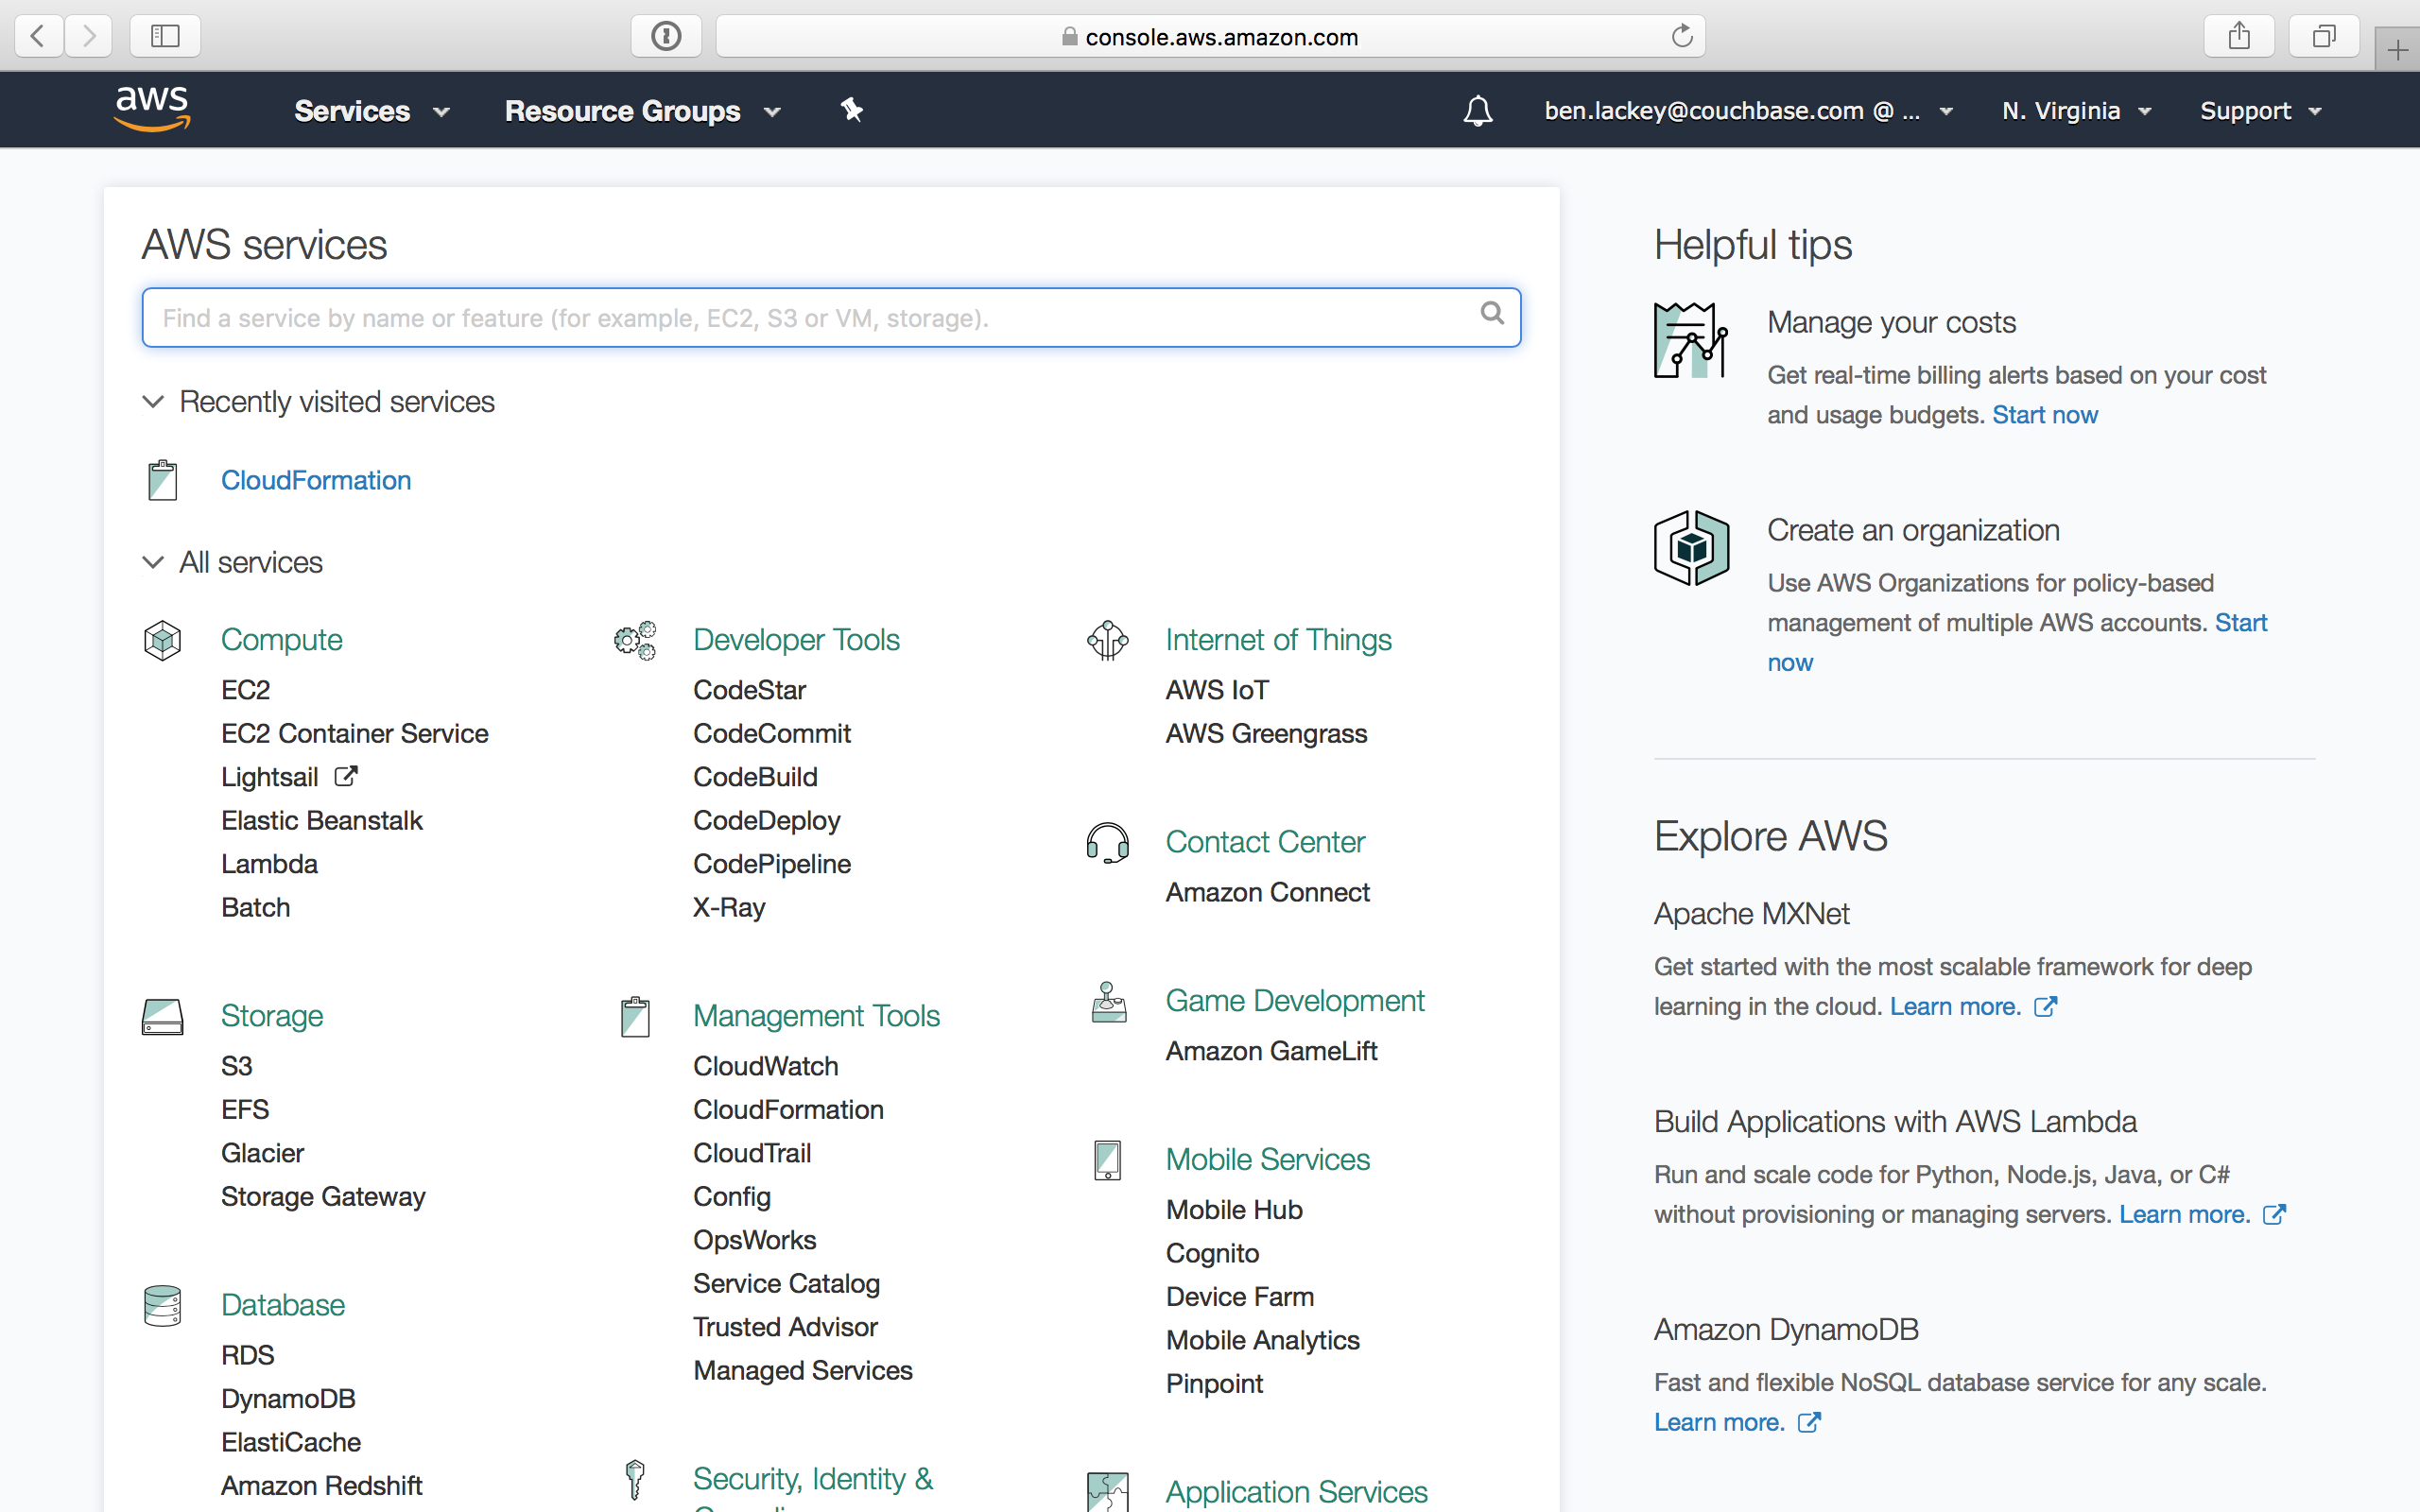 console.aws.amazon.com
aws
Services
Resource Groups
ben.lackey@couchbase.com @ ...
N. Virginia
Support
AWS services
Find a service by name or feature (for example, EC2, S3 or VM, storage).
Recently visited services
CloudFormation
All services
Compute
EC2
EC2 Container Service
Lightsail
Elastic Beanstalk
Lambda
Batch
Storage
S3
EFS
Glacier
Storage Gateway
Database
RDS
DynamoDB
ElastiCache
Amazon Redshift
Developer Tools
CodeStar
CodeCommit
CodeBuild
CodeDeploy
CodePipeline
X-Ray
Management Tools
CloudWatch
CloudFormation
CloudTrail
Config
OpsWorks
Service Catalog
Trusted Advisor
Managed Services
Security, Identity &
Internet of Things
AWS IoT
AWS Greengrass
Contact Center
Amazon Connect
Game Development
Amazon GameLift
Mobile Services
Mobile Hub
Cognito
Device Farm
Mobile Analytics
Pinpoint
Application Services
Helpful tips
Manage your costs
Get real-time billing alerts based on your cost
and usage budgets. Start now
Create an organization
Use AWS Organizations for policy-based
management of multiple AWS accounts. Start
now
Explore AWS
Apache MXNet
Get started with the most scalable framework for deep
learning in the cloud. Learn more.
Build Applications with AWS Lambda
Run and scale code for Python, Node.js, Java, or C#
without provisioning or managing servers. Learn more.
Amazon DynamoDB
Fast and flexible NoSQL database service for any scale.
Learn more.